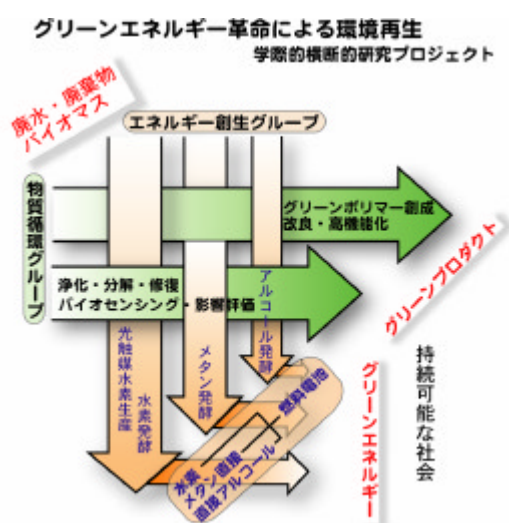 グリーンエネルギー革命による環境再生
学際的横断的研究プロジェクト
廃水・廃棄物
バイオマス
エネルギー創生グループ
物質循環グループ
グリーンポリマー創成
改良・高機能化
浄化・分解・修復
バイオセンシング・影響評価
光触媒水素生産
水素発酵
メタン発酵
アルコール発酵
水素
メタン直接
直接アルコール
燃料電池
グリーンプロダクト
グリーンエネルギー
持続可能な社会